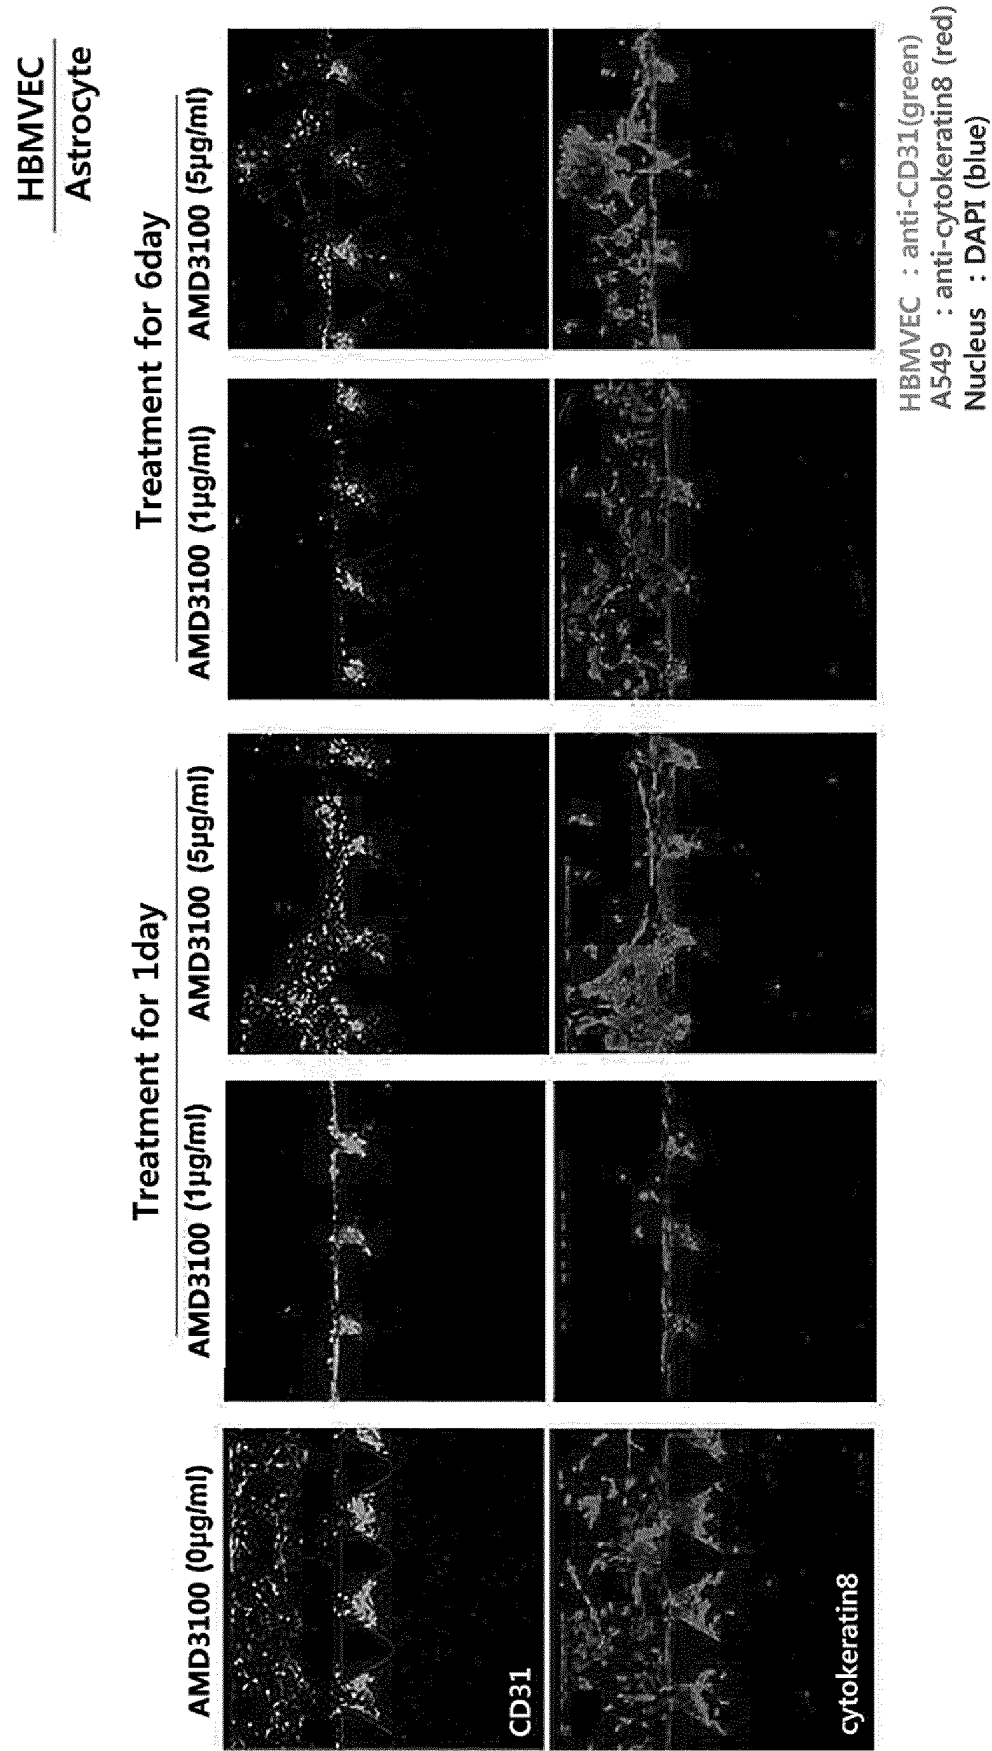 HBMVEC
Astrocyte
Treatment for 1day
Treatment for 6day
AMD3100 (0μg/ml)
AMD3100 (1μg/ml)
AMD3100 (5μg/ml)
AMD3100 (1μg/ml)
AMD3100 (5μg/ml)
CD31
cytokeratin8
HBMVEC : anti-CD31(green)
A549 : anti-cytokeratin8 (red)
Nucleus : DAPI (blue)